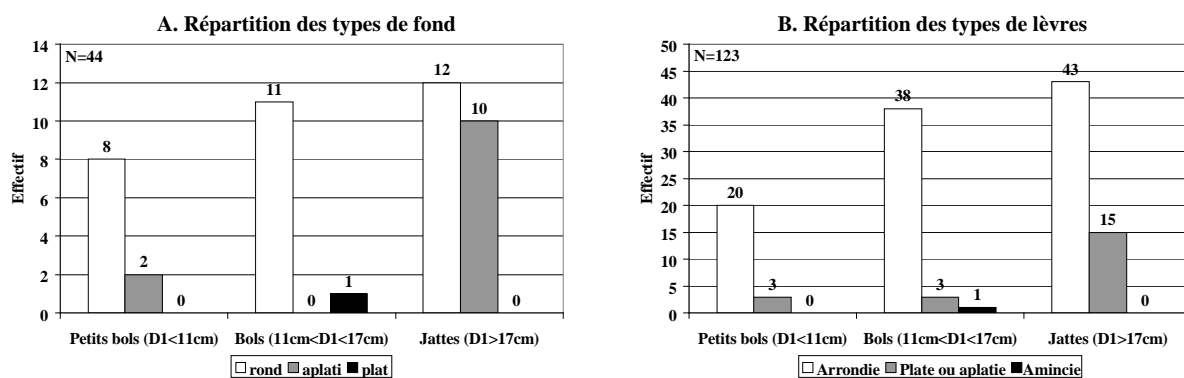 A. Répartition des types de fond
N=44
14
12
10
8
6
4
2
0
Effectif
8
2
0
11
0
1
12
10
0
Petits bols (D1<11cm)
Bols (11cm<D1<17cm)
Jattes (D1>17cm)
rond
aplati
plat
B. Répartition des types de lèvres
N=123
50
45
40
35
30
25
20
15
10
5
0
Effectif
20
3
0
38
3
1
43
15
0
Petits bols (D1<11cm)
Bols (11cm<D1<17cm)
Jattes (D1>17cm)
Arrondie
Plate ou aplatie
Amincie